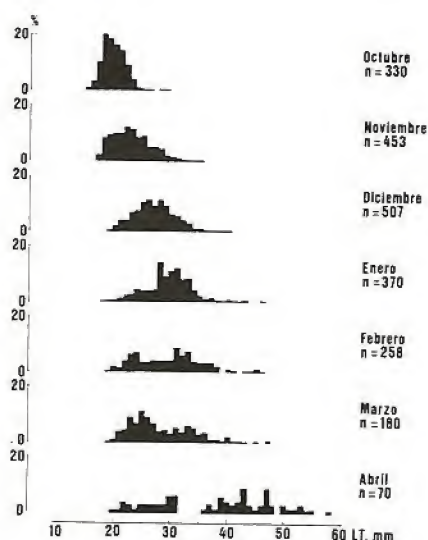 %
20
0
Octubre
n=330
20
0
Noviembre
n=453
20
0
Diciembre
n=507
20
0
Enero
n=370
20
0
Febrero
n=258
20
0
Marzo
n=180
20
0
Abril
n=70
10 20 30 40 50 60 LT. mm